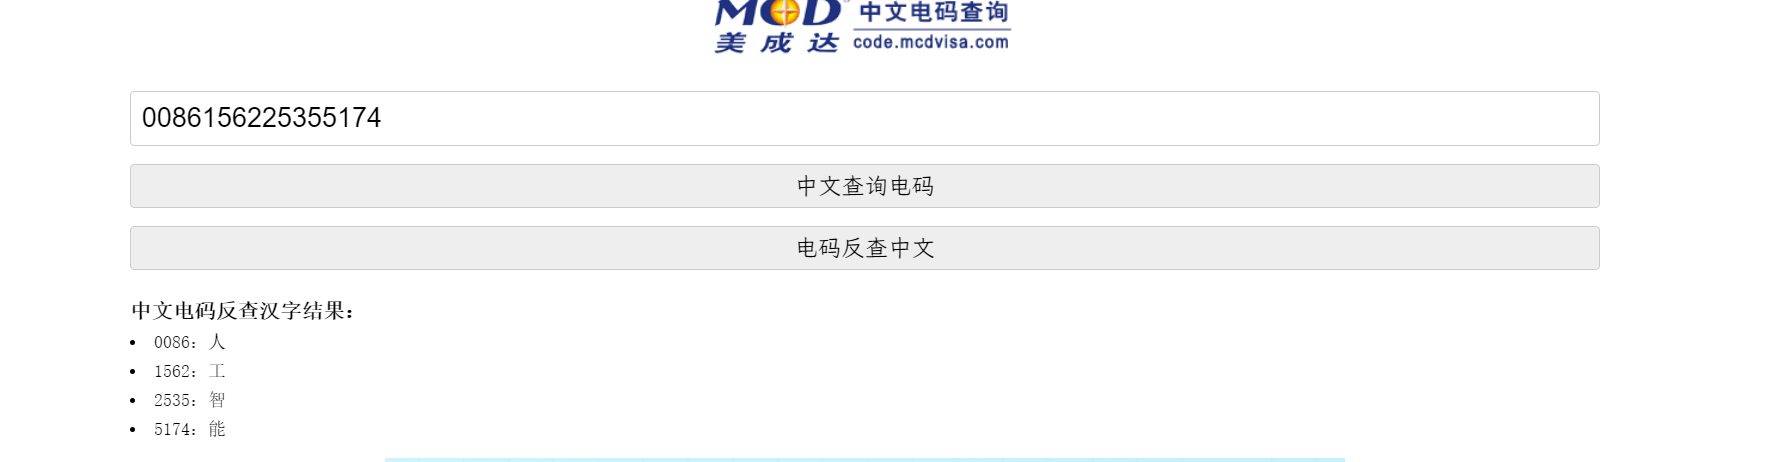 MCD 中文电码查询
美成达 code.mcdvisa.com
0086156225355174
中文查询电码
电码反查中文
中文电码反查汉字结果：
• 0086：人
• 1562：工
• 2535：智
• 5174：能